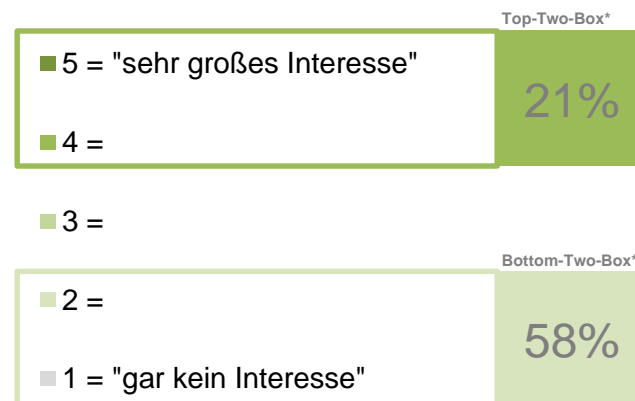 Top-Two-Box*
5 = "sehr großes Interesse"
21%
4 =
3 =
Bottom-Two-Box*
2 =
58%
1 = "gar kein Interesse"